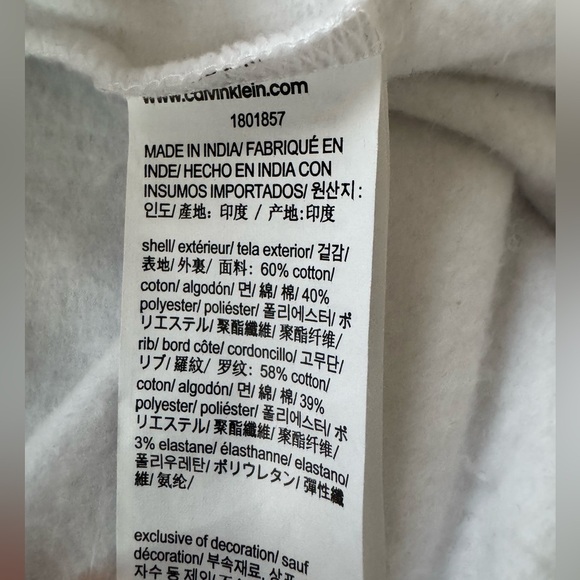 www.calvinklein.com
1801857
MADE IN INDIA/ FABRIQUÉ EN
INDE/ HECHO EN INDIA CON
INSUMOS IMPORTADOS/ 원산지:
인도/ 產地: 印度 / 产地:印度
shell/ extérieur/ tela exterior/ 겉감/
表地/ 外裏/ 面料: 60% cotton/
coton/ algodón/ 면/ 綿/ 棉/ 40%
polyester/ poliéster/ 폴리에스터/ ポ
リエステル/ 聚酯纖維/ 聚酯纤维/
rib/ bord côte/ cordoncillo/ 고무단/
リブ/ 羅紋/ 罗纹: 58% cotton/
coton/ algodón/ 면/ 綿/ 棉/ 39%
polyester/ poliéster/ 폴리에스터/ ポ
リエステル/ 聚酯纖維/ 聚酯纤维/
3% elastane/ élasthanne/ elastano/
폴리우레탄/ ポリウレタン/ 彈性纖
維/ 氨纶/
exclusive of decoration/ sauf
décoration/ 부속재료, 상표
자수 등 제외/